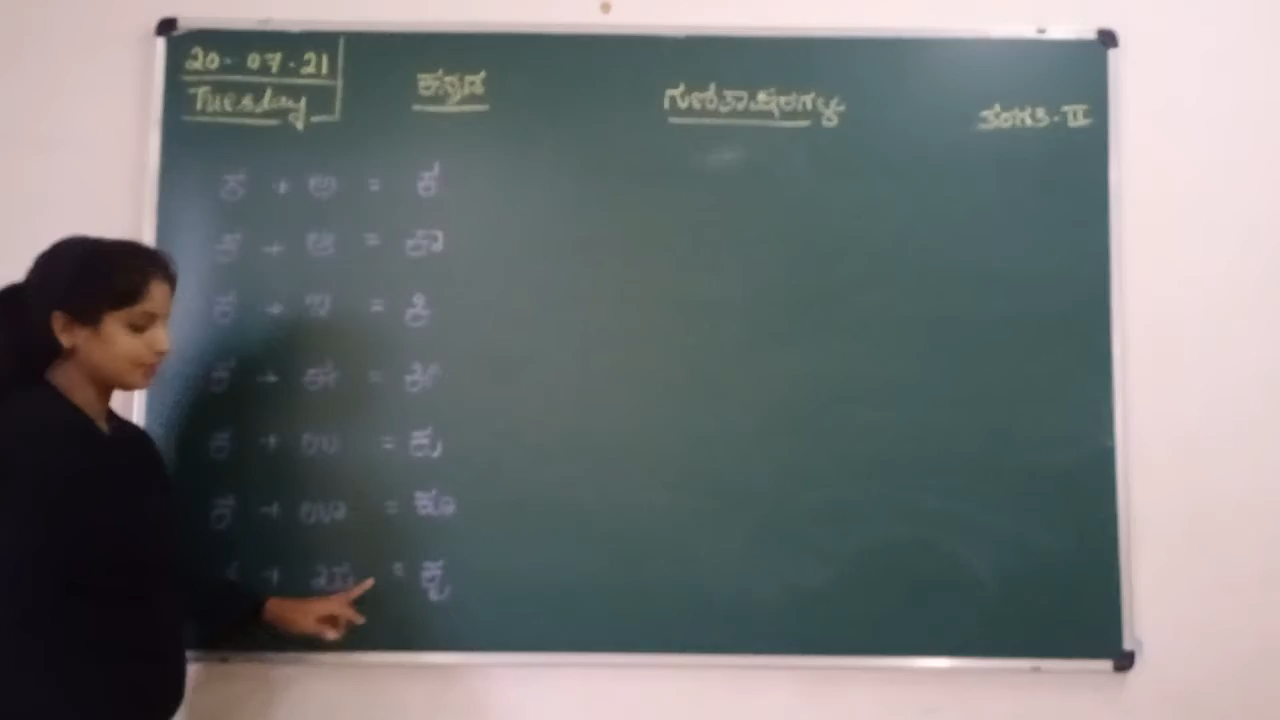 20-07-21
Tuesday
ಕನ್ನಡ
ಗುಣಿತಾಕ್ಷರಗಳು
ತರಗತಿ-II
ಕ + ಅ = ಕ
ಕ + ಆ = ಕಾ
ಕ + ಇ = ಕಿ
ಕ + ಈ = ಕೀ
ಕ + ಉ = ಕು
ಕ + ಊ = ಕೂ
+ ಋ = ಕೃ